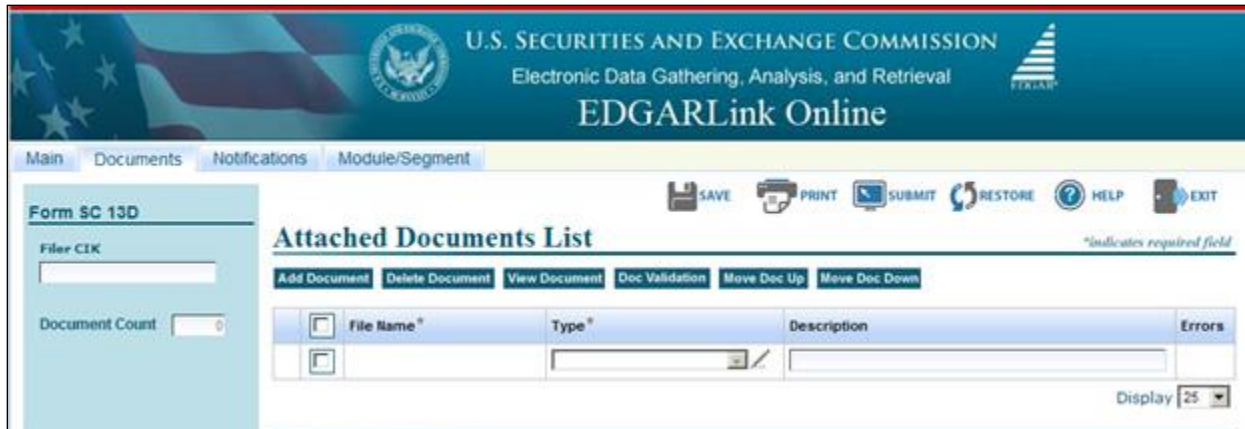 U.S. SECURITIES AND EXCHANGE COMMISSION
Electronic Data Gathering, Analysis, and Retrieval
EDGAR®
EDGARLink Online
Main Documents Notifications Module/Segment
SAVE PRINT SUBMIT RESTORE HELP EXIT
Form SC 13D
Filer CIK
Document Count 0
Attached Documents List
*indicates required field
Add Document Delete Document View Document Doc Validation Move Doc Up Move Doc Down
File Name* Type* Description Errors
Display 25